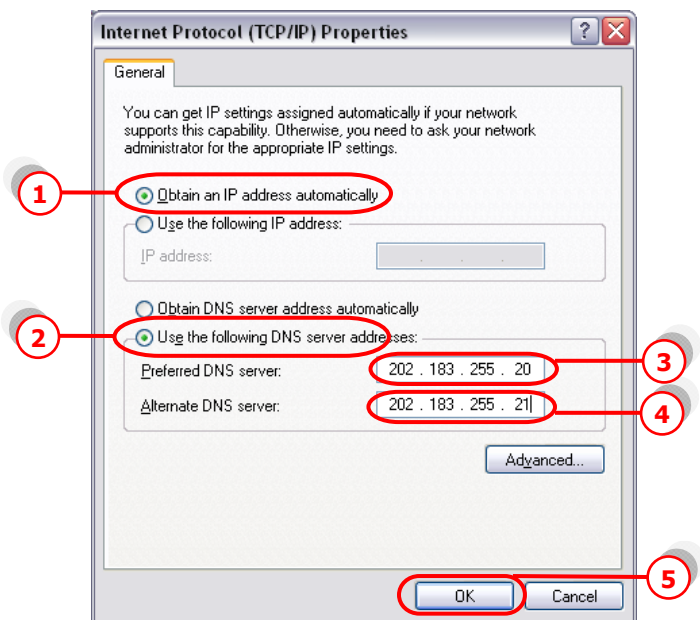 Internet Protocol (TCP/IP) Properties
General
You can get IP settings assigned automatically if your network
supports this capability. Otherwise, you need to ask your network
administrator for the appropriate IP settings.
1
Obtain an IP address automatically
Use the following IP address:
IP address:
. . .
Obtain DNS server address automatically
2
Use the following DNS server addresses:
Preferred DNS server: 202 . 183 . 255 . 20
3
Alternate DNS server: 202 . 183 . 255 . 21
4
Advanced...
5
OK Cancel